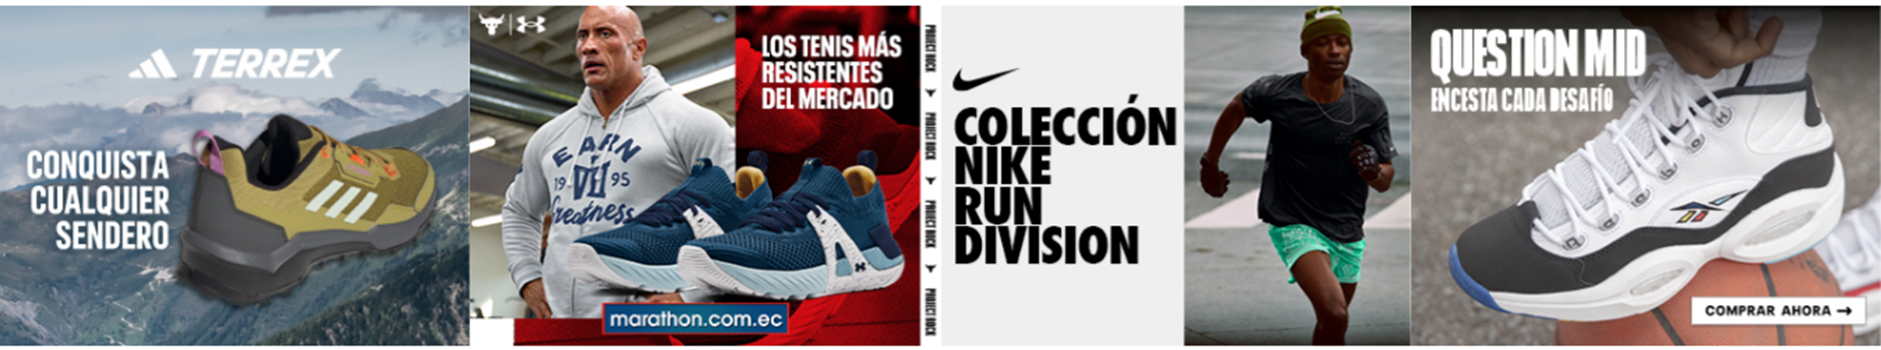 TERREX
CONQUISTA
CUALQUIER
SENDERO
EARN
19 VII 95
Greatness
LOS TENIS MÁS
RESISTENTES
DEL MERCADO
marathon.com.ec
PROJECT ROCK
PROJECT ROCK
PROJECT ROCK
PROJECT ROCK
COLECCIÓN
NIKE
RUN
DIVISION
QUESTION MID
ENCESTA CADA DESAFÍO
COMPRAR AHORA →